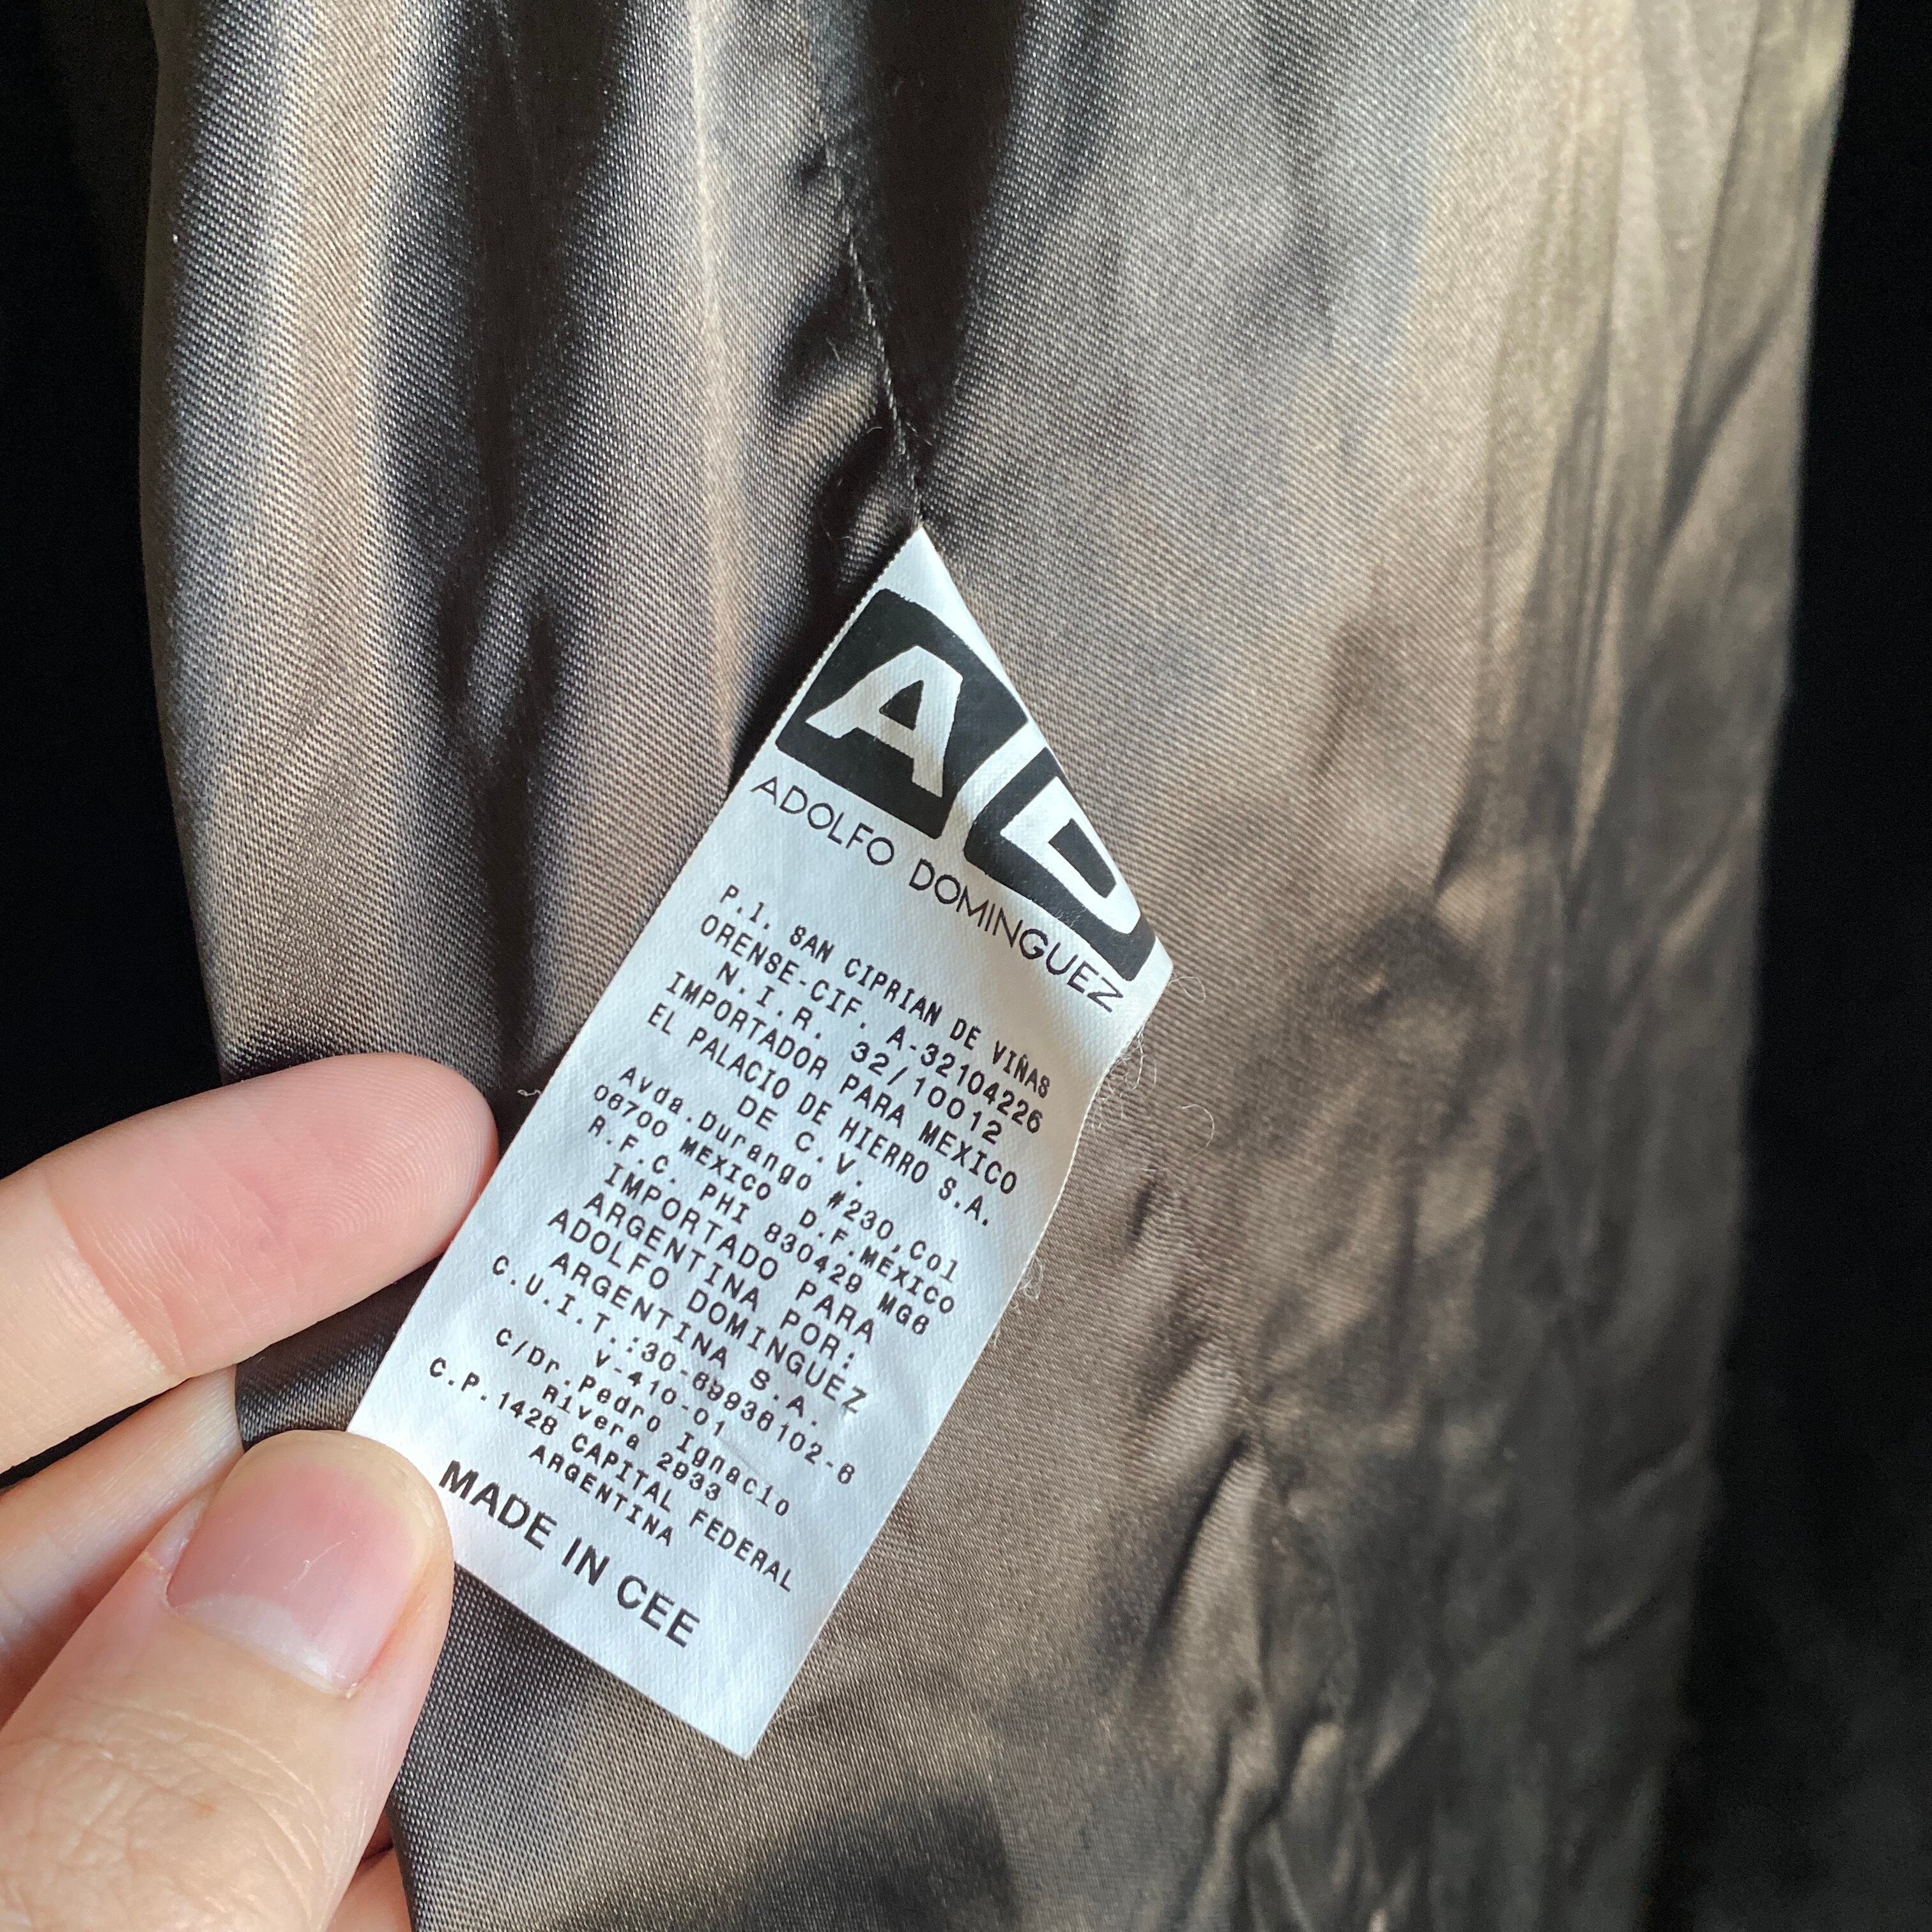 AD
ADOLFO DOMINGUEZ
P.I. SAN CIPRIAN DE VIÑAS
ORENSE-CIF. A-32104226
N.I.R. 32/10012
IMPORTADOR PARA MEXICO
EL PALACIO DE HIERRO S.A.
DE C.V.
Avda.Durango #230,Col
06700 MEXICO D.F.MEXICO
R.F.C. PHI 830429 MG6
IMPORTADO PARA
ARGENTINA POR:
ADOLFO DOMINGUEZ
ARGENTINA S.A.
C.U.I.T.:30-69936102-6
V-410-01
C/Dr.Pedro Ignacio
Rivera 2933
C.P.1428 CAPITAL FEDERAL
ARGENTINA
MADE IN CEE